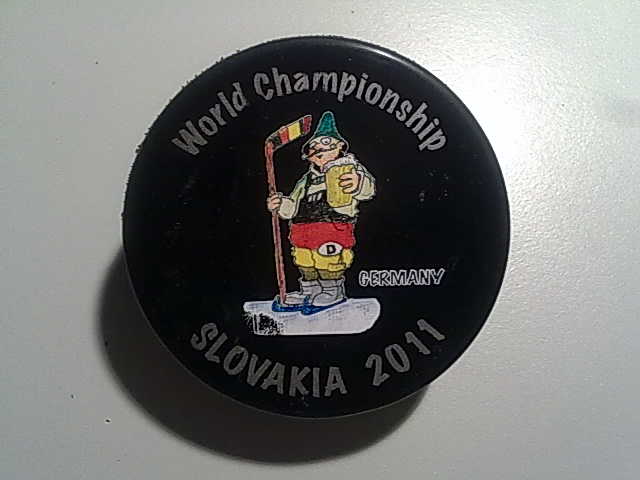 World Championship
D
GERMANY
SLOVAKIA 2011